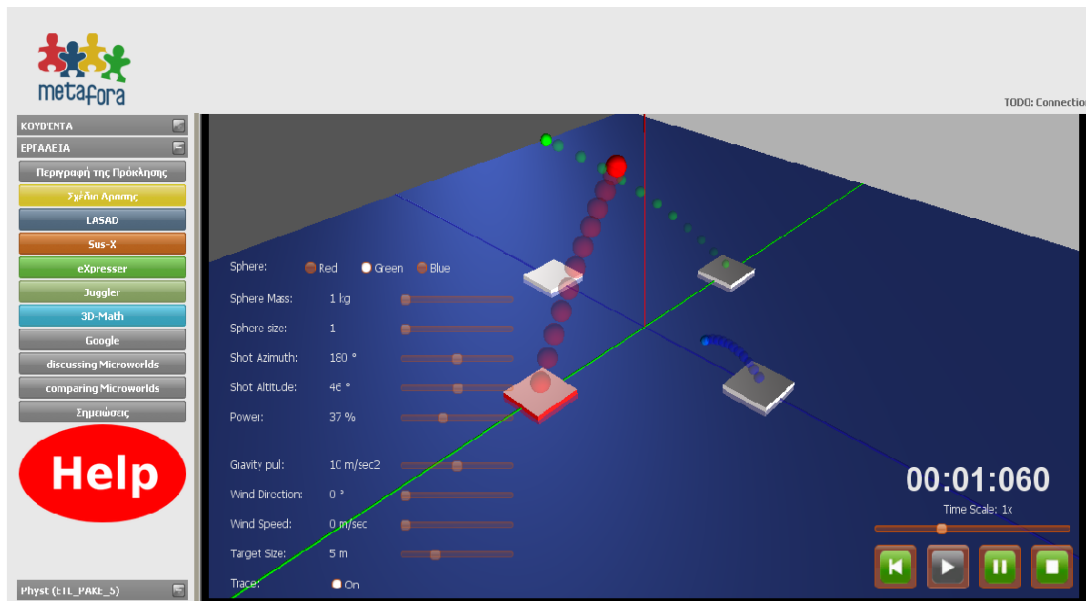 metafora
TODO: Connection
ΚΟΥΒΕΝΤΑ
ΕΡΓΑΛΕΙΑ
Περιγραφή της Πρόκλησης
Σχέδιο Δρασης
LASAD
Sus-X
eXpresser
Juggler
3D-Math
Google
discussing Microworlds
comparing Microworlds
Σημειώσεις
Help
Sphere: Red Green Blue
Sphere Mass: 1 kg
Sphere size: 1
Shot Azimuth: 180 °
Shot Altitude: 46 °
Power: 37 %
Gravity pul: 10 m/sec2
Wind Direction: 0 °
Wind Speed: 0 m/sec
Target Size: 5 m
Trace: On
00:01:060
Time Scale: 1x